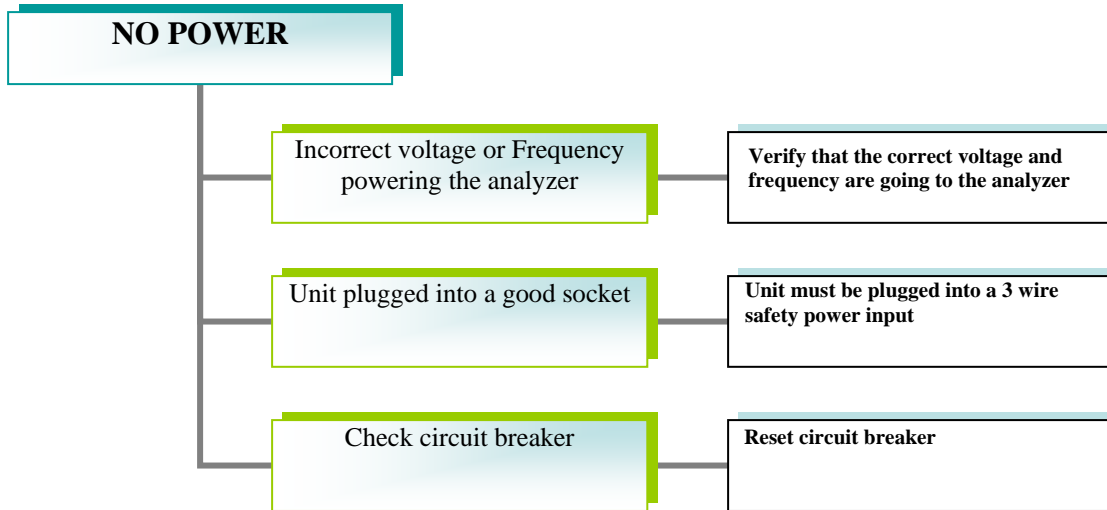 NO POWER
Incorrect voltage or Frequency
powering the analyzer
Verify that the correct voltage and
frequency are going to the analyzer
Unit plugged into a good socket
Unit must be plugged into a 3 wire
safety power input
Check circuit breaker
Reset circuit breaker